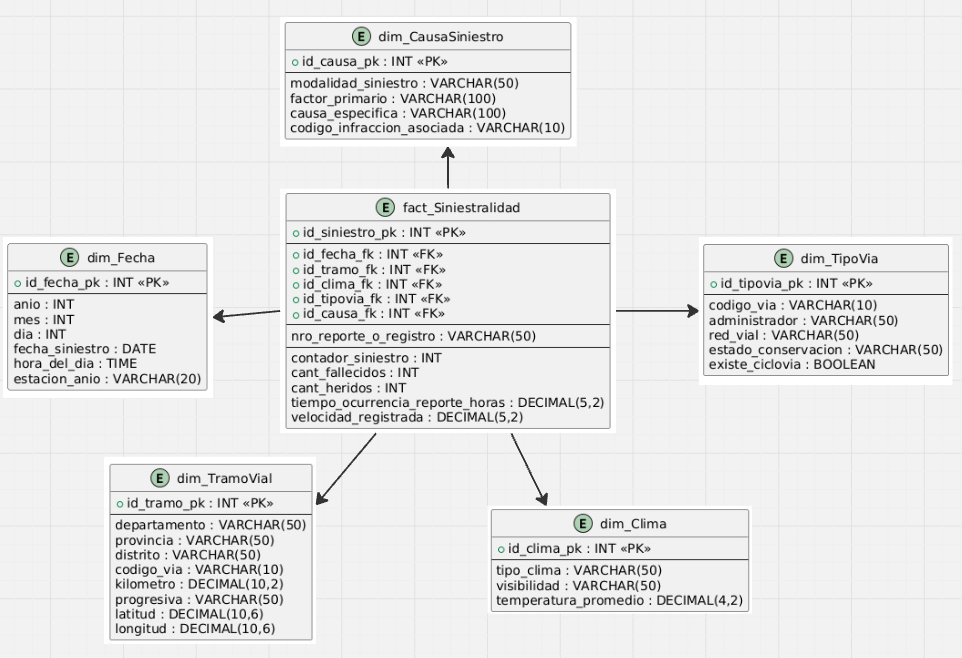 E dim_CausaSiniestro
id_causa_pk : INT «PK»
modalidad_siniestro : VARCHAR(50)
factor_primario : VARCHAR(100)
causa_especifica : VARCHAR(100)
codigo_infraccion_asociada : VARCHAR(10)
E fact_Siniestralidad
id_siniestro_pk : INT «PK»
id_fecha_fk : INT «FK»
id_tramo_fk : INT «FK»
id_clima_fk : INT «FK»
id_tipovia_fk : INT «FK»
id_causa_fk : INT «FK»
nro_reporte_o_registro : VARCHAR(50)
contador_siniestro : INT
cant_fallecidos : INT
cant_heridos : INT
tiempo_ocurrencia_reporte_horas : DECIMAL(5,2)
velocidad_registrada : DECIMAL(5,2)
E dim_Fecha
id_fecha_pk : INT «PK»
anio : INT
mes : INT
dia : INT
fecha_siniestro : DATE
hora_del_dia : TIME
estacion_anio : VARCHAR(20)
E dim_TipoVia
id_tipovia_pk : INT «PK»
codigo_via : VARCHAR(10)
administrador : VARCHAR(50)
red_vial : VARCHAR(50)
estado_conservacion : VARCHAR(50)
existe_ciclovia : BOOLEAN
E dim_TramoVial
id_tramo_pk : INT «PK»
departamento : VARCHAR(50)
provincia : VARCHAR(50)
distrito : VARCHAR(50)
codigo_via : VARCHAR(10)
kilometro : DECIMAL(10,2)
progresiva : VARCHAR(50)
latitud : DECIMAL(10,6)
longitud : DECIMAL(10,6)
E dim_Clima
id_clima_pk : INT «PK»
tipo_clima : VARCHAR(50)
visibilidad : VARCHAR(50)
temperatura_promedio : DECIMAL(4,2)